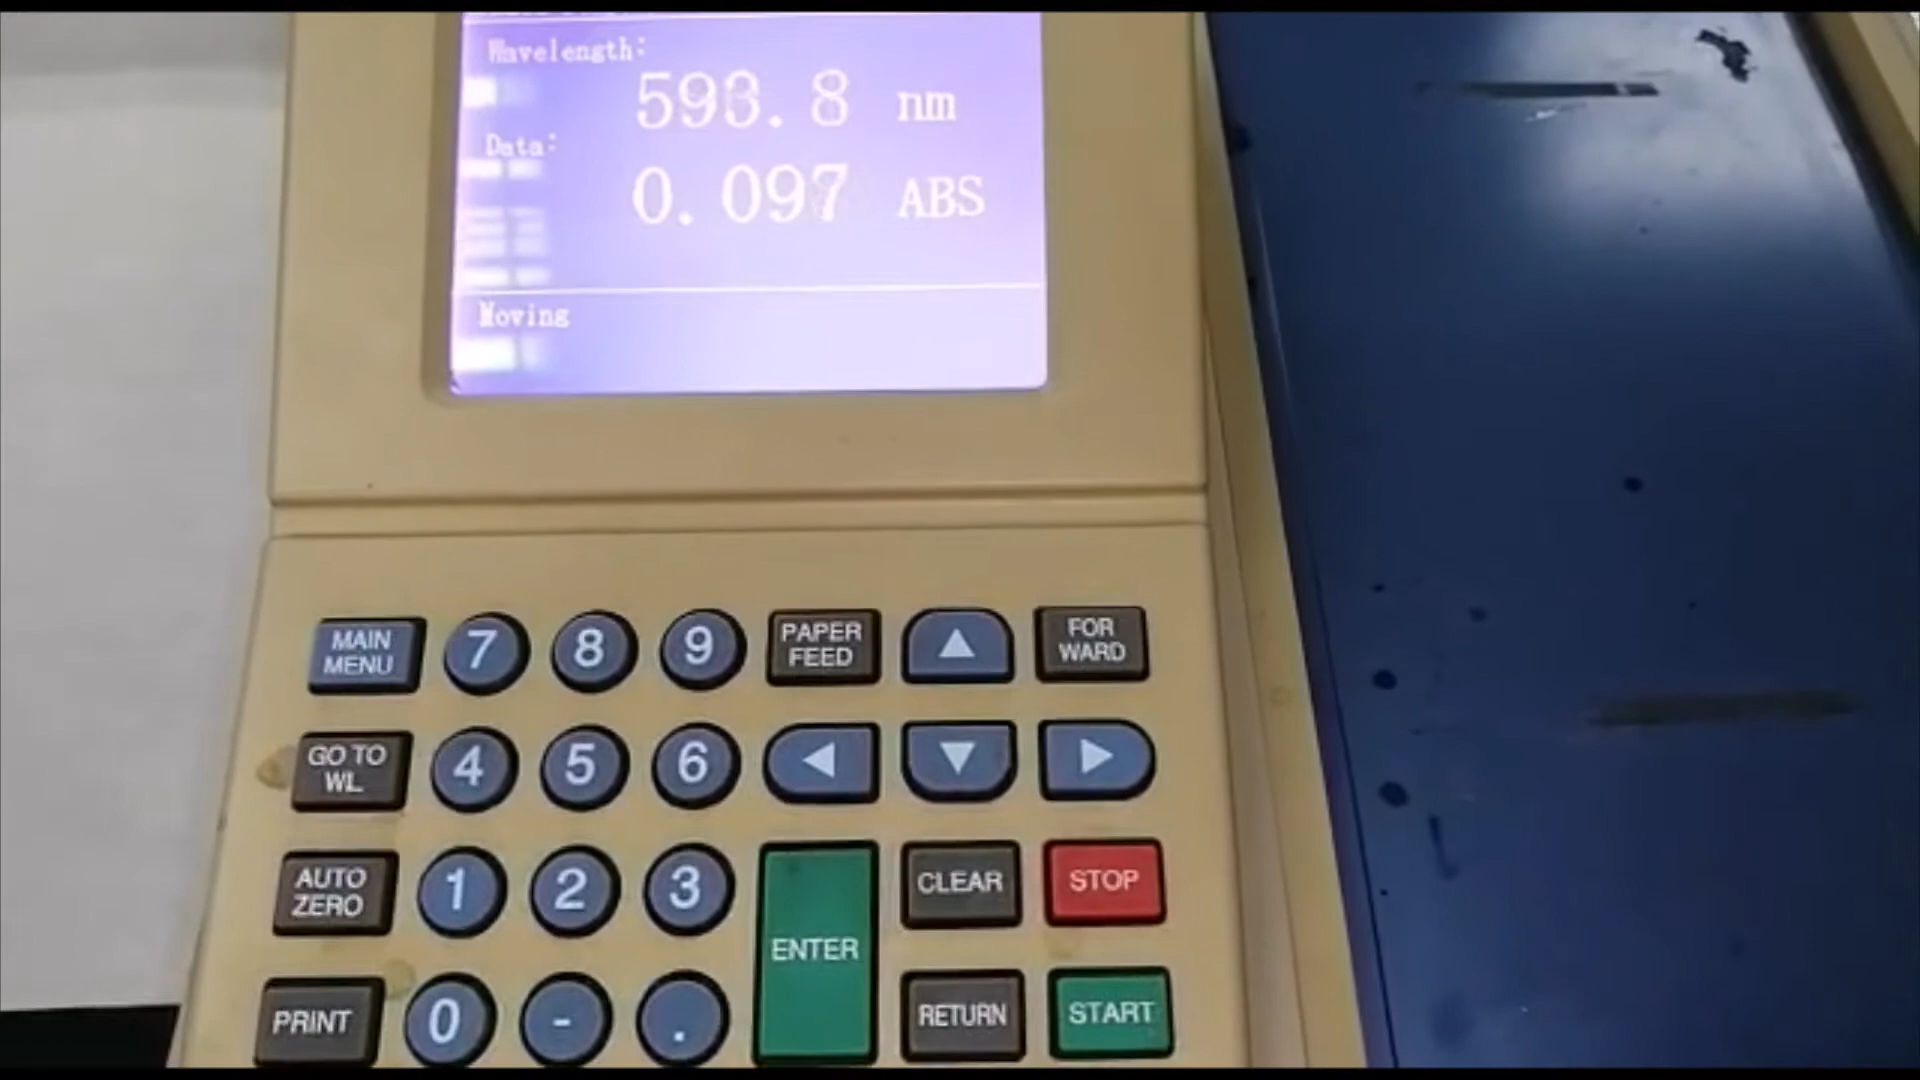 Wavelength:
593.8 nm
Data:
0.097 ABS
Moving
MAIN MENU 7 8 9 PAPER FEED ▲ FOR WARD
GO TO WL 4 5 6 ◀ ▼ ▶
AUTO ZERO 1 2 3 ENTER CLEAR STOP
PRINT 0 - . RETURN START